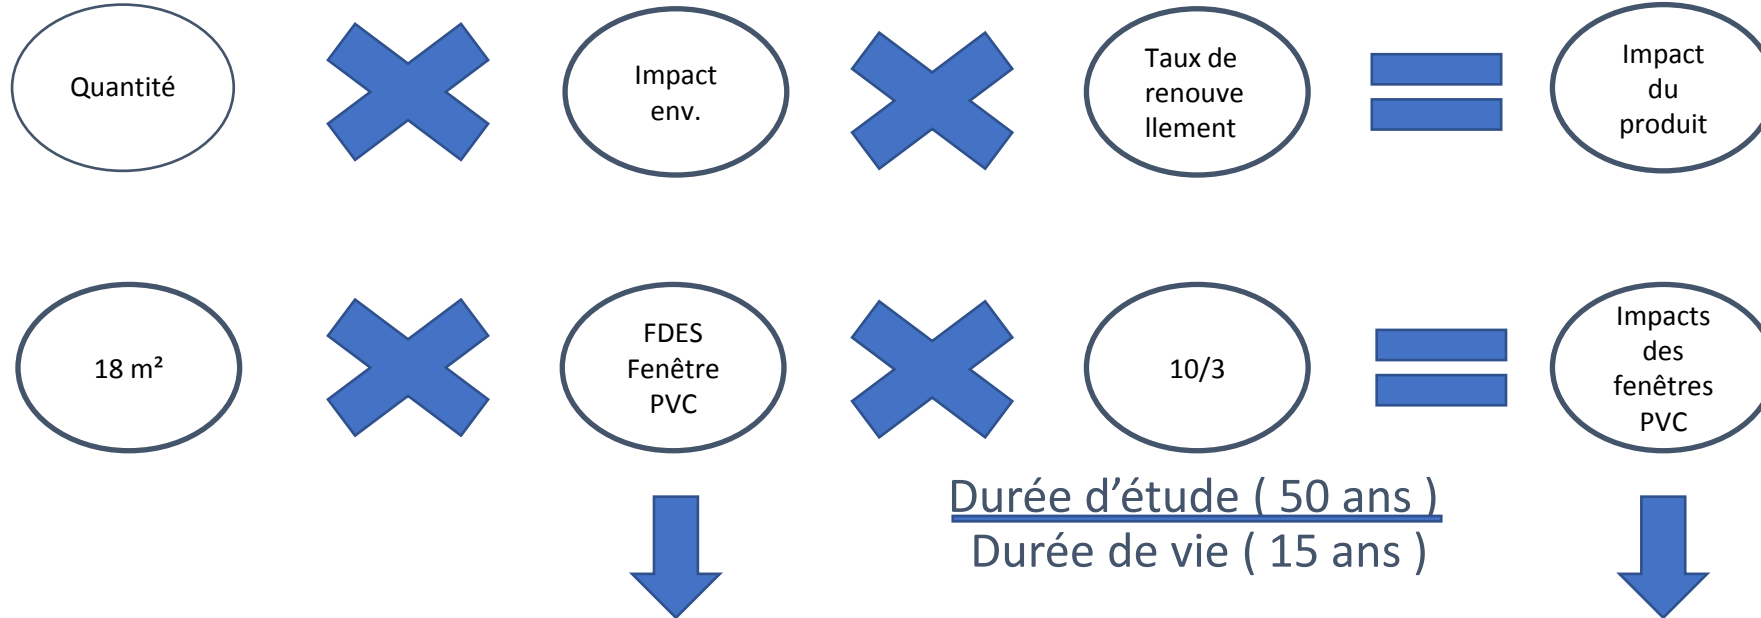 Quantité
Impact
env.
Taux de
renouve
llement
Impact
du
produit
18 m²
FDES
Fenêtre
PVC
10/3
Impacts
des
fenêtres
PVC
Durée d’étude ( 50 ans )
Durée de vie ( 15 ans )